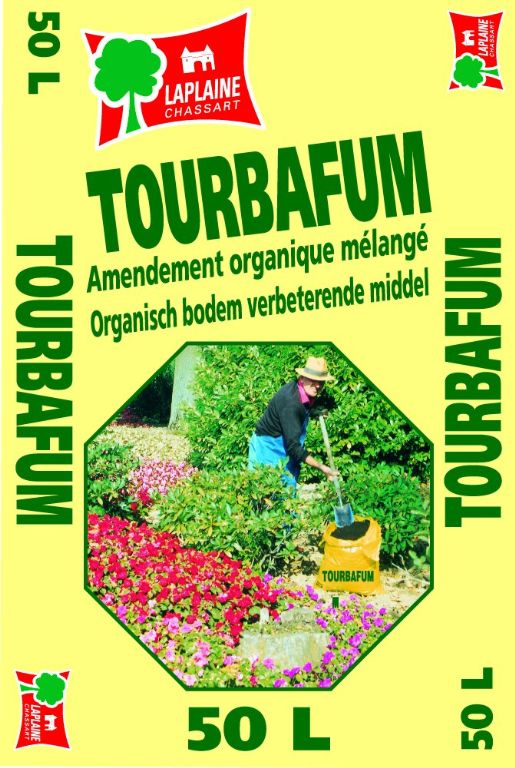 50 L
LAPLAINE
CHASSART
LAPLAINE
CHASSART
TOURBAFUM
Amendement organique mélangé
Organisch bodem verbeterende middel
TOURBAFUM
TOURBAFUM
TOURBAFUM
LAPLAINE
CHASSART
50 L
50 L